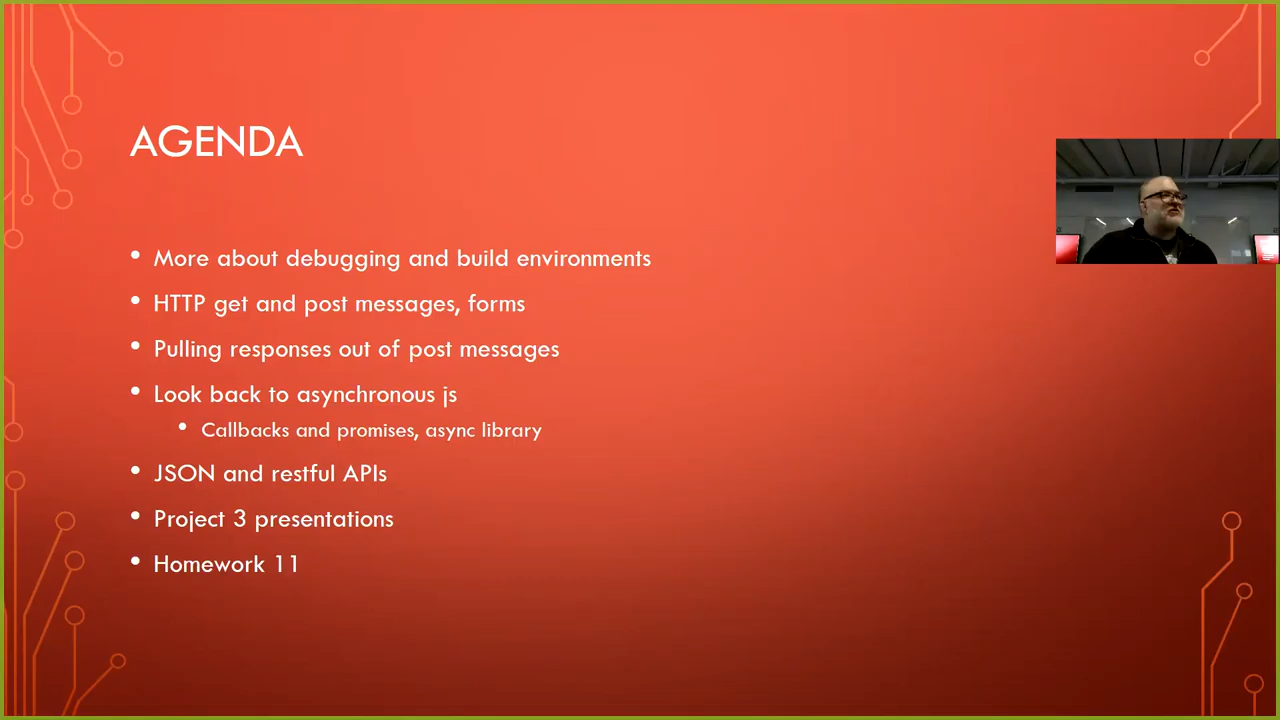 AGENDA
More about debugging and build environments
HTTP get and post messages, forms
Pulling responses out of post messages
Look back to asynchronous js
Callbacks and promises, async library
JSON and restful APIs
Project 3 presentations
Homework 11